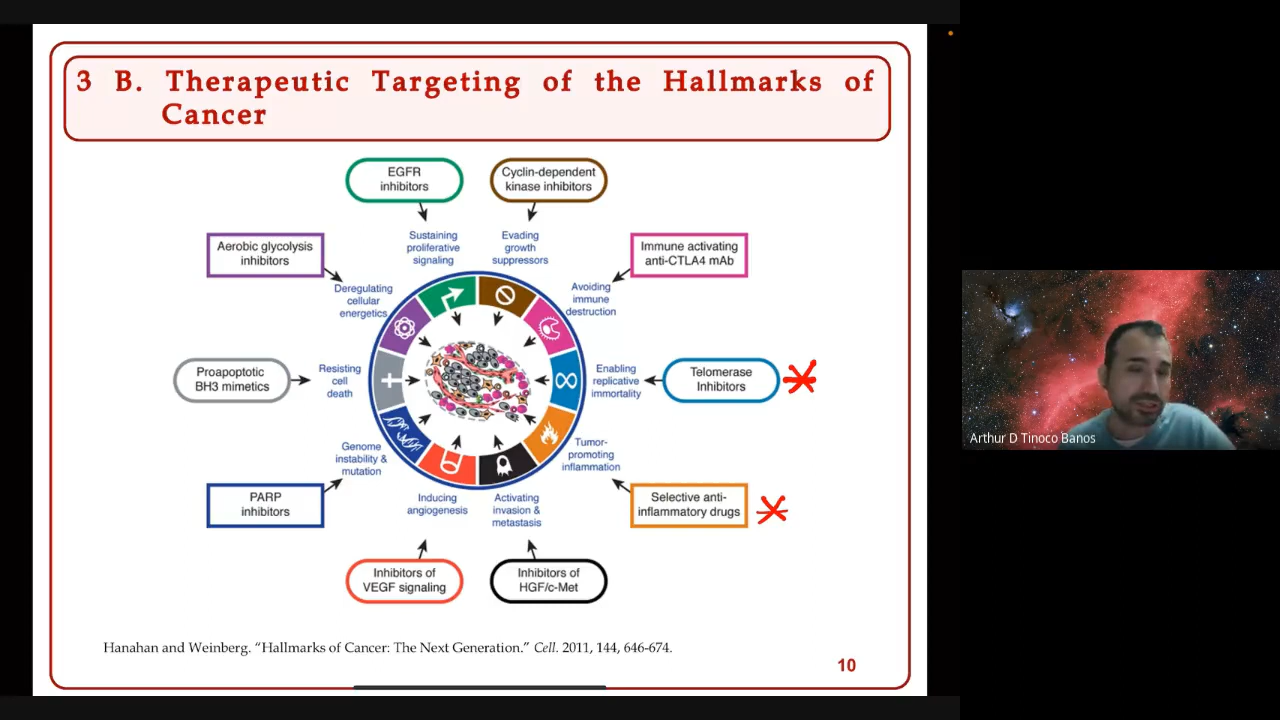 3 B. Therapeutic Targeting of the Hallmarks of
Cancer
EGFR
inhibitors
Cyclin-dependent
kinase inhibitors
Aerobic glycolysis
inhibitors
Sustaining
proliferative
signaling
Evading
growth
suppressors
Immune activating
anti-CTLA4 mAb
Deregulating
cellular
energetics
Avoiding
immune
destruction
Proapoptotic
BH3 mimetics
Resisting
cell
death
Enabling
replicative
immortality
Telomerase
Inhibitors
Genome
instability &
mutation
Tumor-
promoting
inflammation
PARP
inhibitors
Inducing
angiogenesis
Activating
invasion &
metastasis
Selective anti-
inflammatory drugs
Inhibitors of
VEGF signaling
Inhibitors of
HGF/c-Met
Hanahan and Weinberg. “Hallmarks of Cancer: The Next Generation.” Cell. 2011, 144, 646-674.
10
Arthur D Tinoco Banos